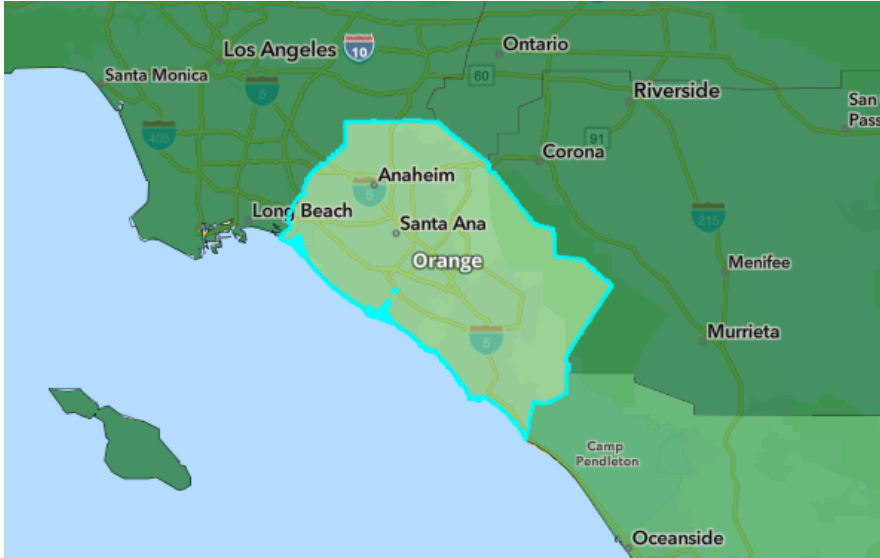 Los Angeles
10
Ontario
Santa Monica
60
5
Riverside
San
Pass
405
91
Corona
Anaheim
5
Long Beach
Santa Ana
215
Orange
Menifee
5
Murrieta
Camp
Pendleton
Oceanside